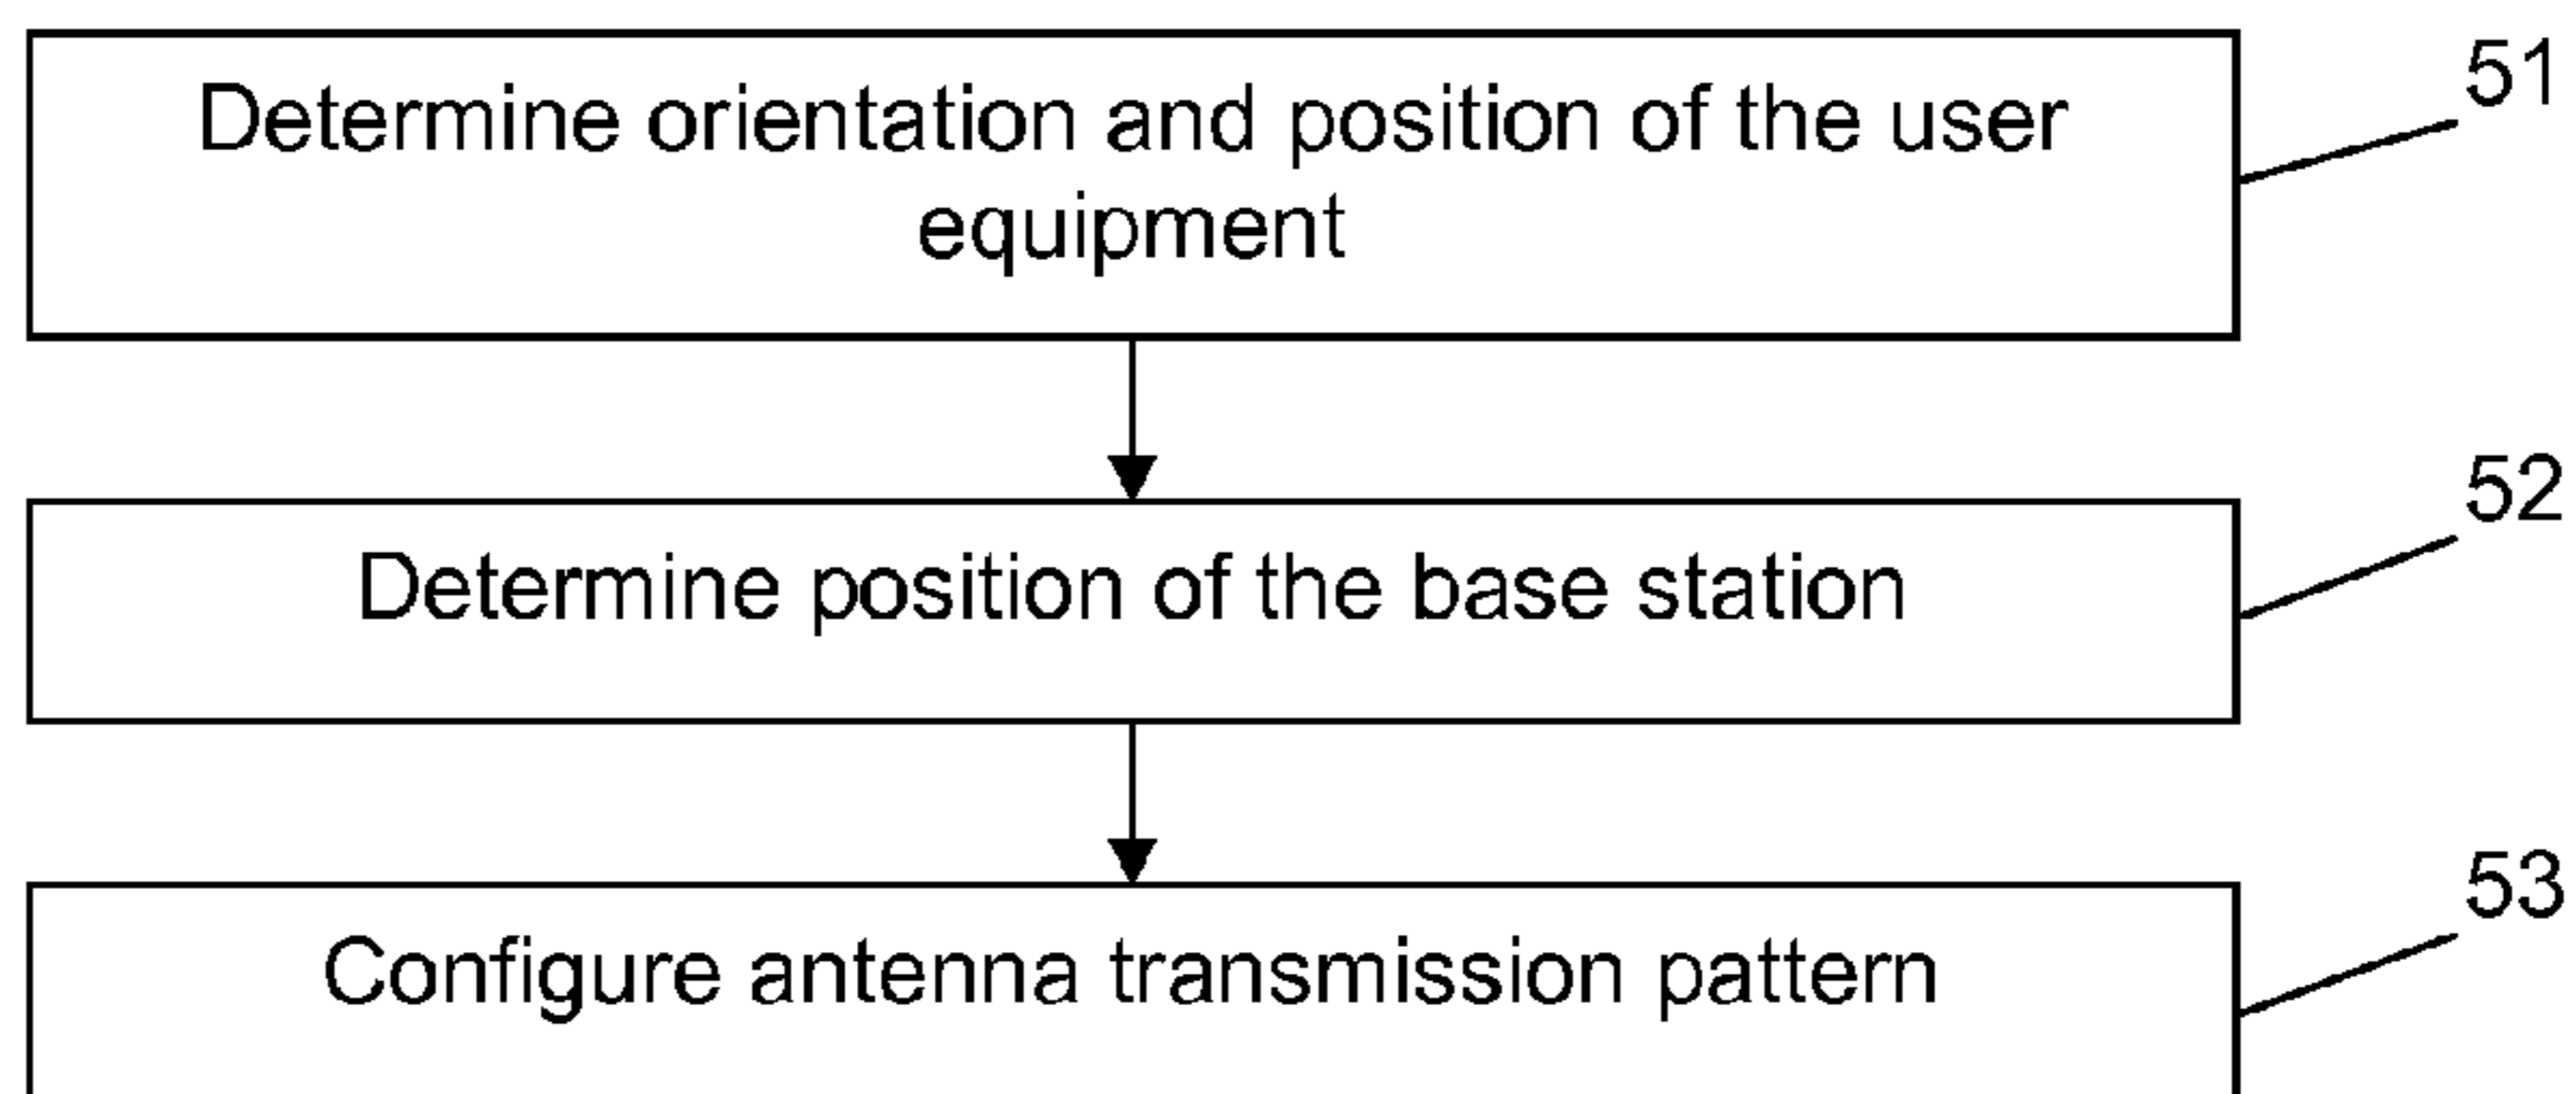 Determine orientation and position of the user
equipment
51
Determine position of the base station
52
Configure antenna transmission pattern
53